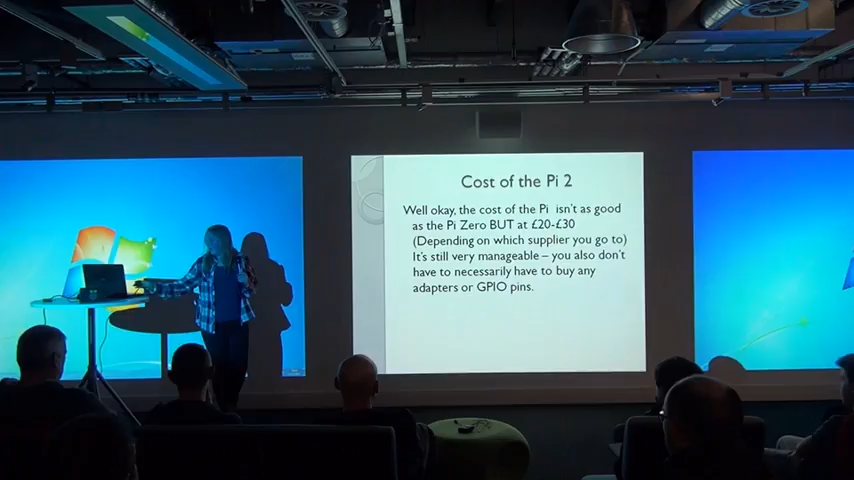 Cost of the Pi 2
Well okay, the cost of the Pi isn't as good
as the Pi Zero BUT at £20-£30
(Depending on which supplier you go to)
It's still very manageable – you also don't
have to necessarily have to buy any
adapters or GPIO pins.